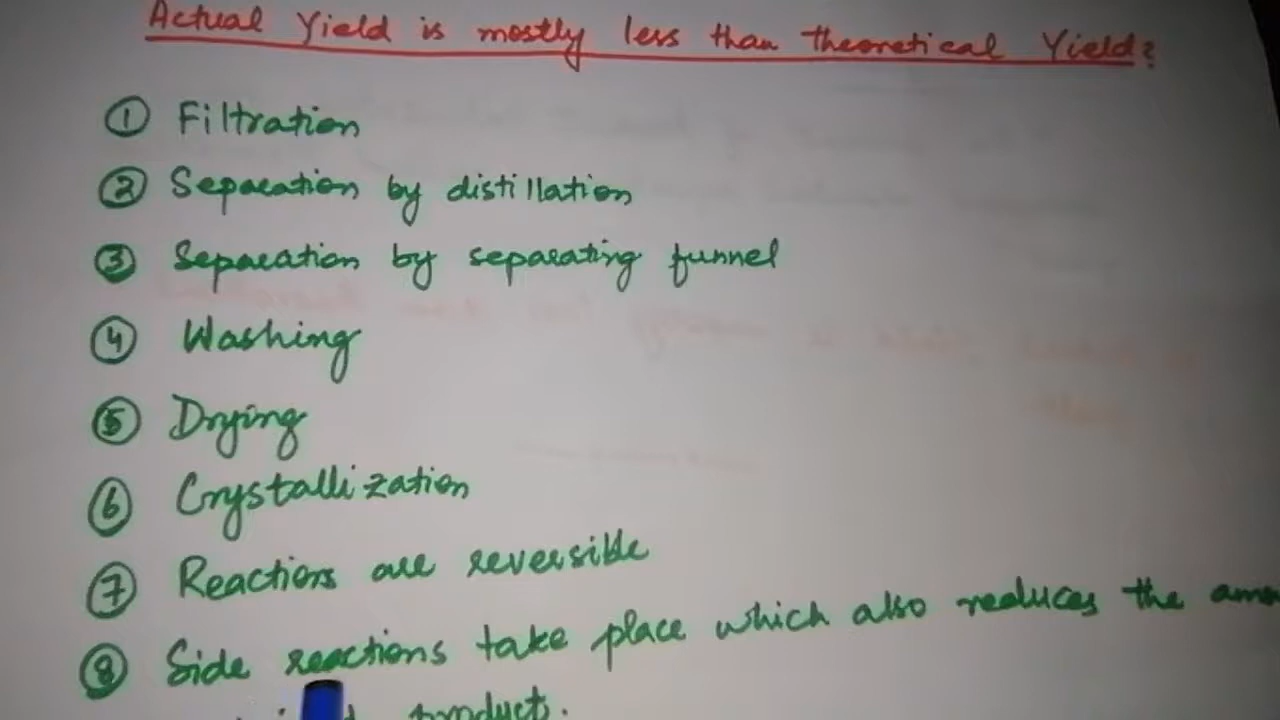 Actual Yield is mostly less than theoretical Yield?
① Filtration
② Separation by distillation
③ Separation by separating funnel
④ Washing
⑤ Drying
⑥ Crystallization
⑦ Reactions are reversible
⑧ Side reactions take place which also reduces the
product.